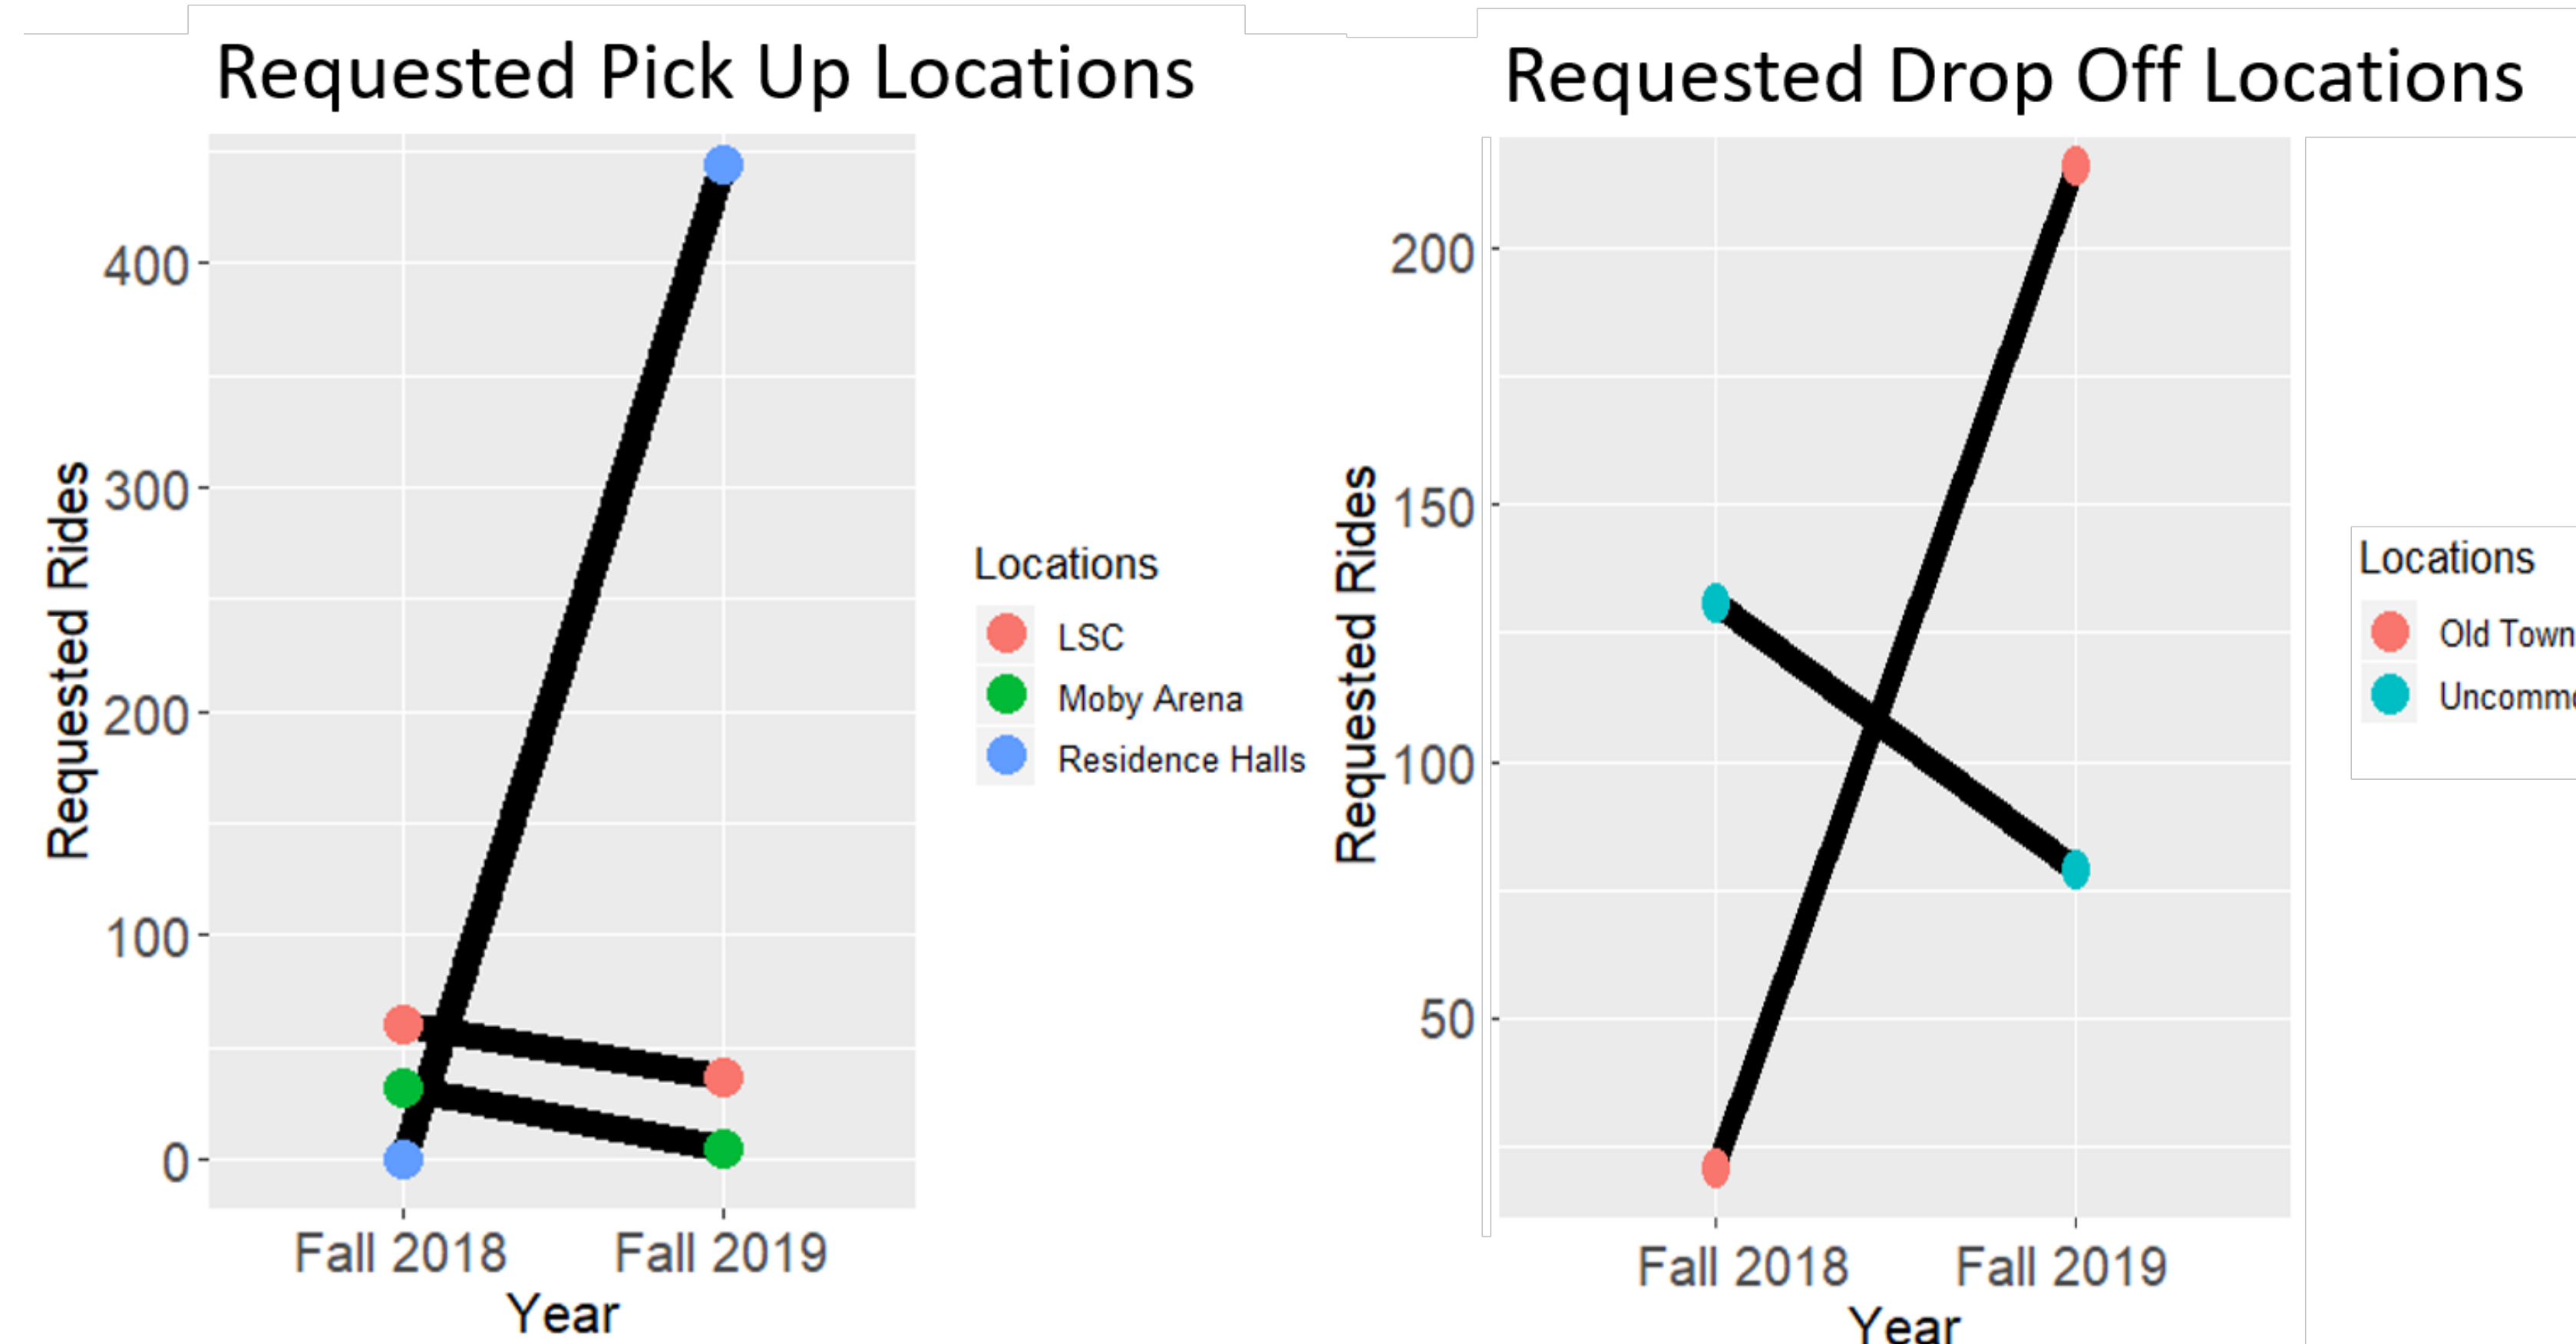 Requested Pick Up Locations
Requested Rides
400
300
200
100
0
Fall 2018 Fall 2019
Year
Locations
LSC
Moby Arena
Residence Halls
Requested Drop Off Locations
Requested Rides
200
150
100
50
Fall 2018 Fall 2019
Year
Locations
Old Town